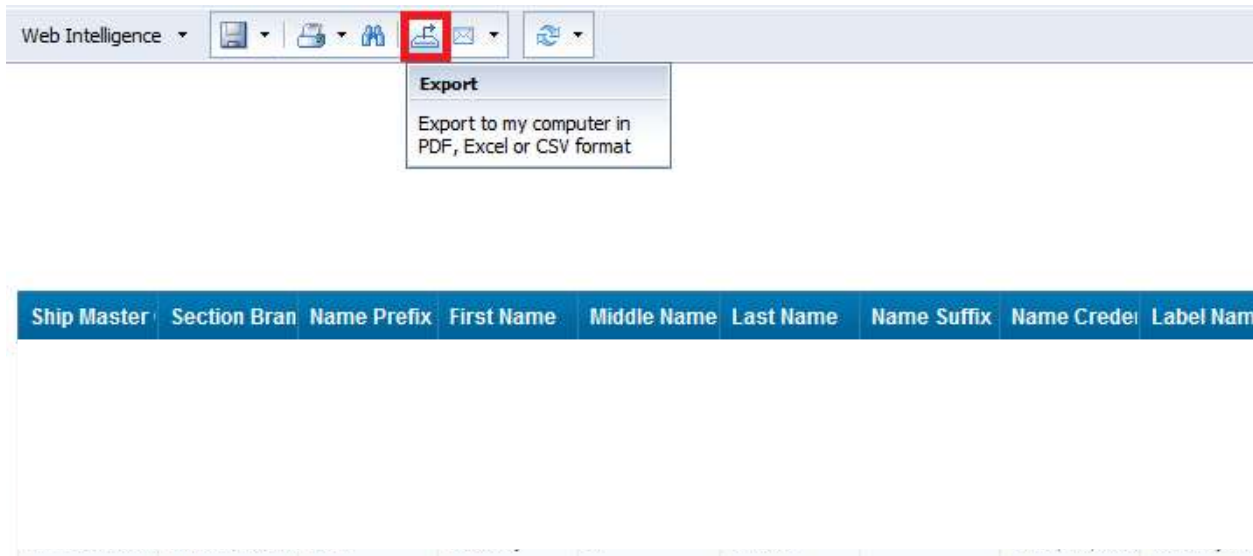 Web Intelligence
Export
Export to my computer in
PDF, Excel or CSV format
Ship Master Section Bran Name Prefix First Name Middle Name Last Name Name Suffix Name Creder Label Nam